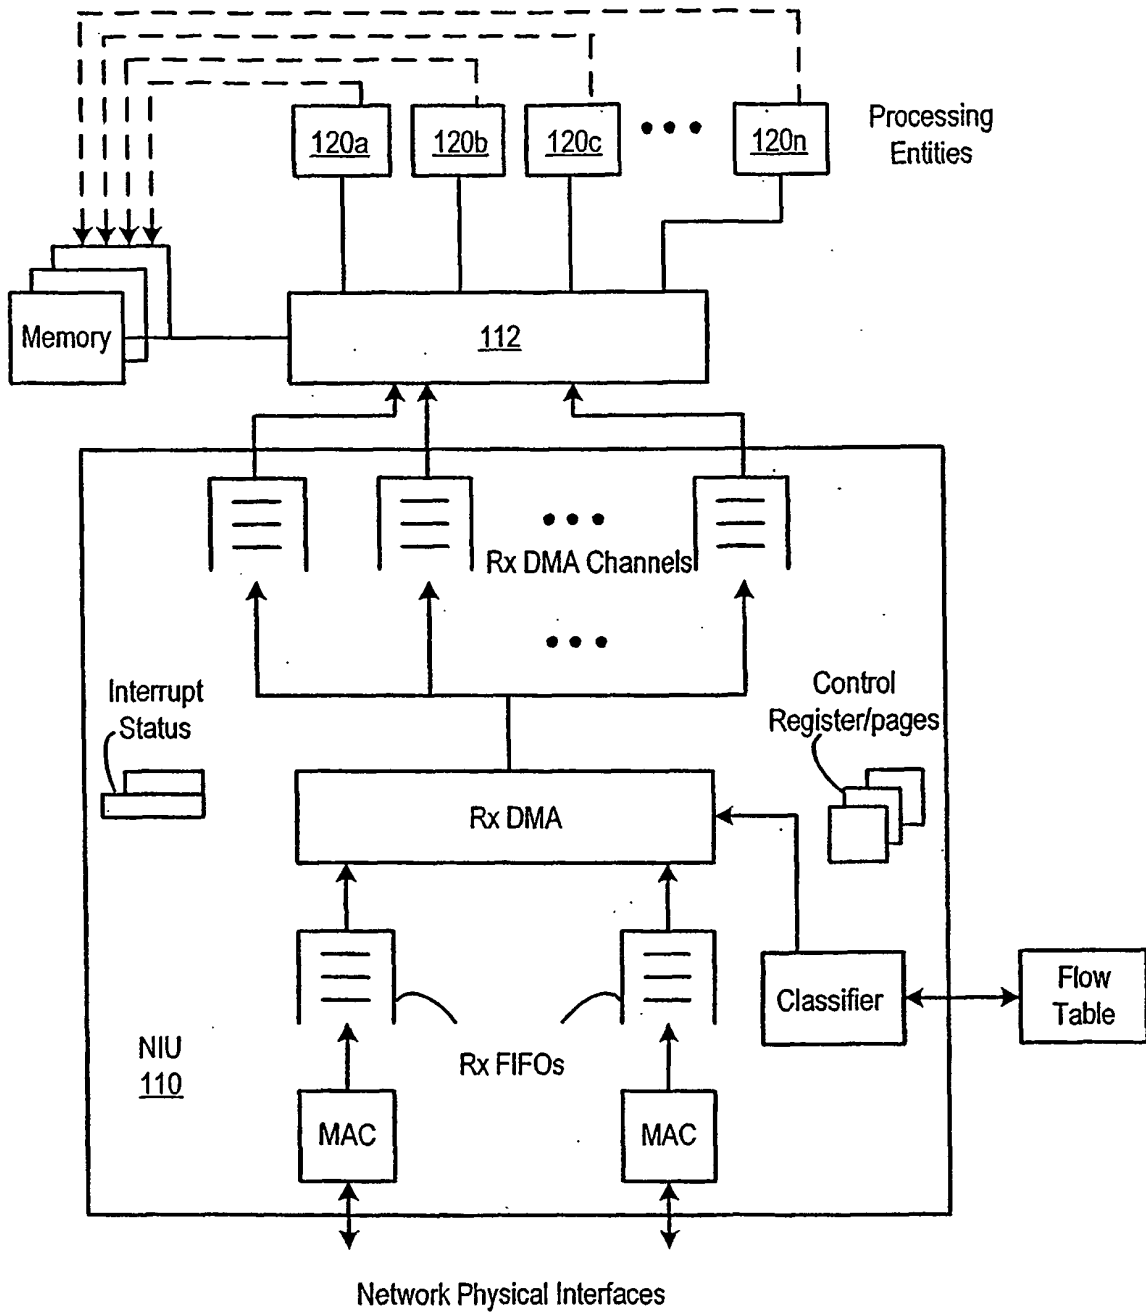 120a
120b
120c
120n
Processing
Entities
Memory
112
Rx DMA Channels
Interrupt
Status
Control
Register/pages
Rx DMA
Classifier
Flow
Table
NIU
110
Rx FIFOs
MAC
MAC
Network Physical Interfaces